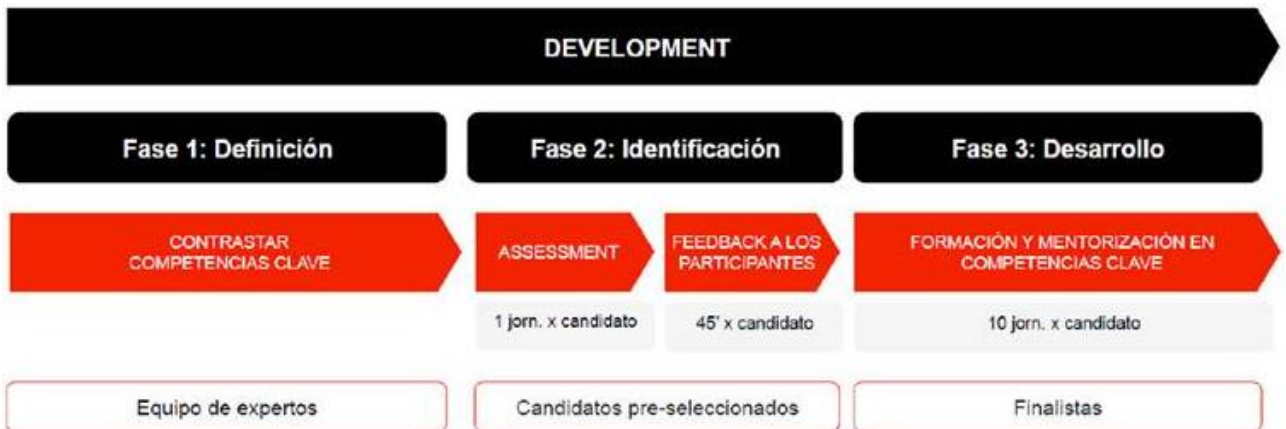 DEVELOPMENT
Fase 1: Definición
Fase 2: Identificación
Fase 3: Desarrollo
CONTRASTAR
COMPETENCIAS CLAVE
ASSESSMENT
FEEDBACK A LOS
PARTICIPANTES
FORMACIÓN Y MENTORIZACIÓN EN
COMPETENCIAS CLAVE
1 jorn. x candidato
45' x candidato
10 jorn. x candidato
Equipo de expertos
Candidatos pre-seleccionados
Finalistas